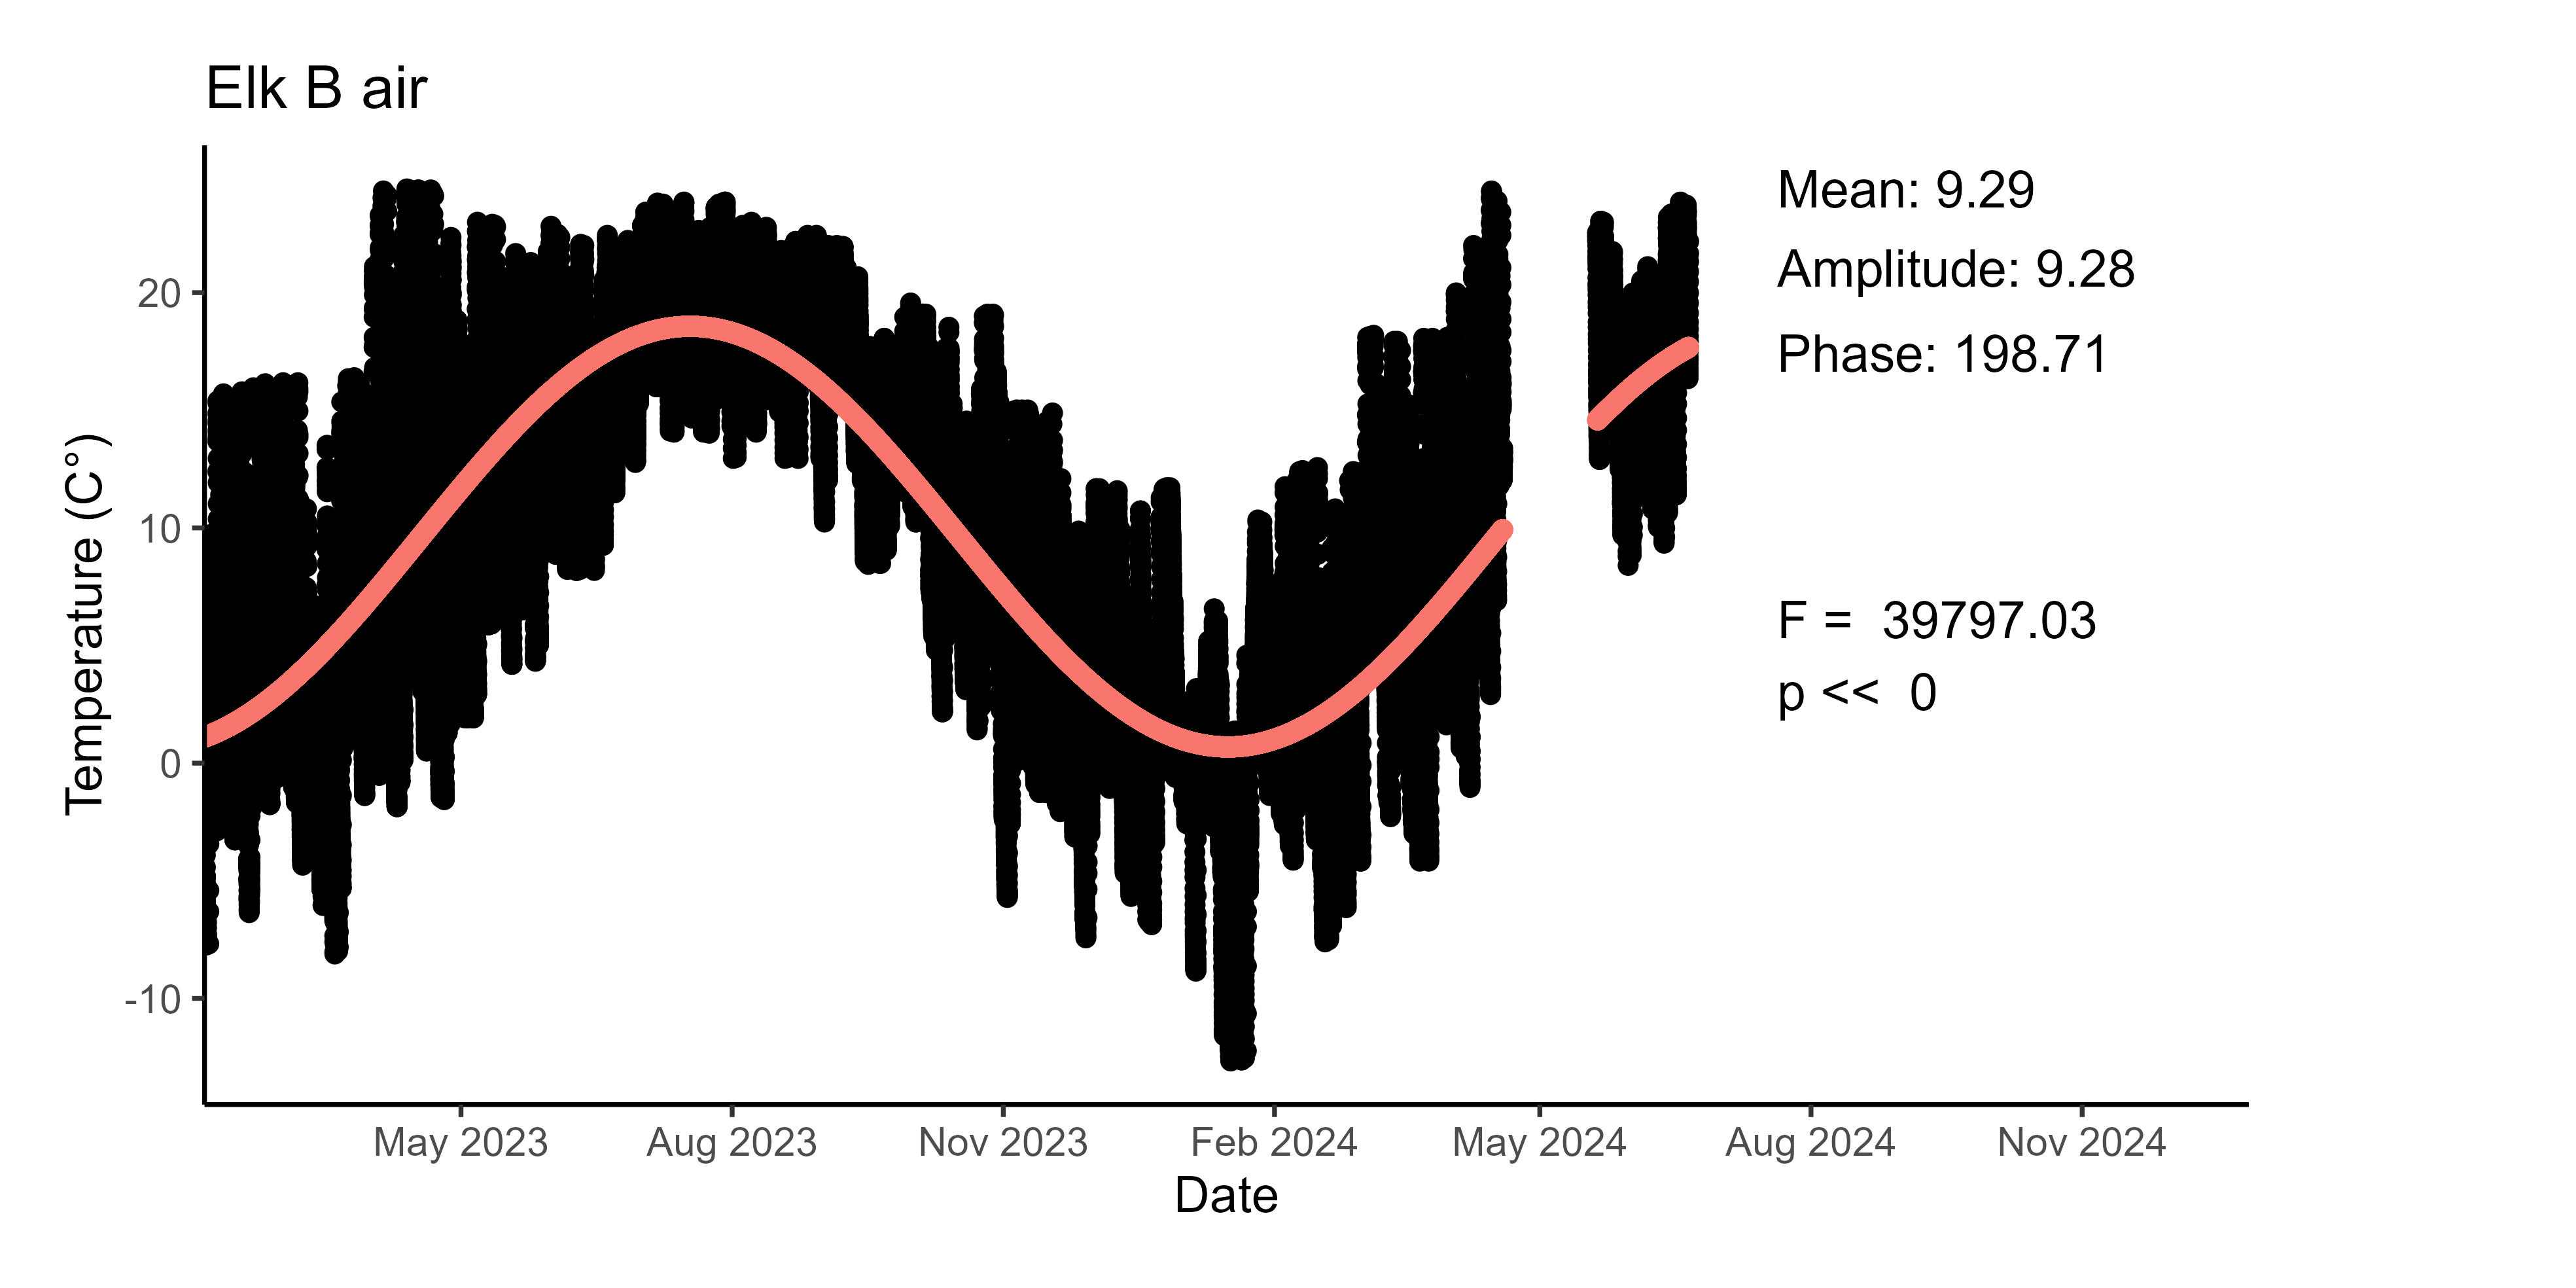 Elk B air
Mean: 9.29
Amplitude: 9.28
Phase: 198.71
F =  39797.03
p <<  0
Temperature (C°)
20
10
0
-10
May 2023
Aug 2023
Nov 2023
Feb 2024
May 2024
Aug 2024
Nov 2024
Date